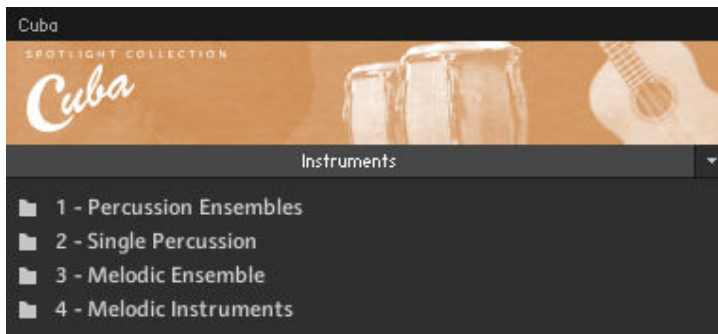 Cuba
SPOTLIGHT COLLECTION
Cuba
Instruments
1 - Percussion Ensembles
2 - Single Percussion
3 - Melodic Ensemble
4 - Melodic Instruments